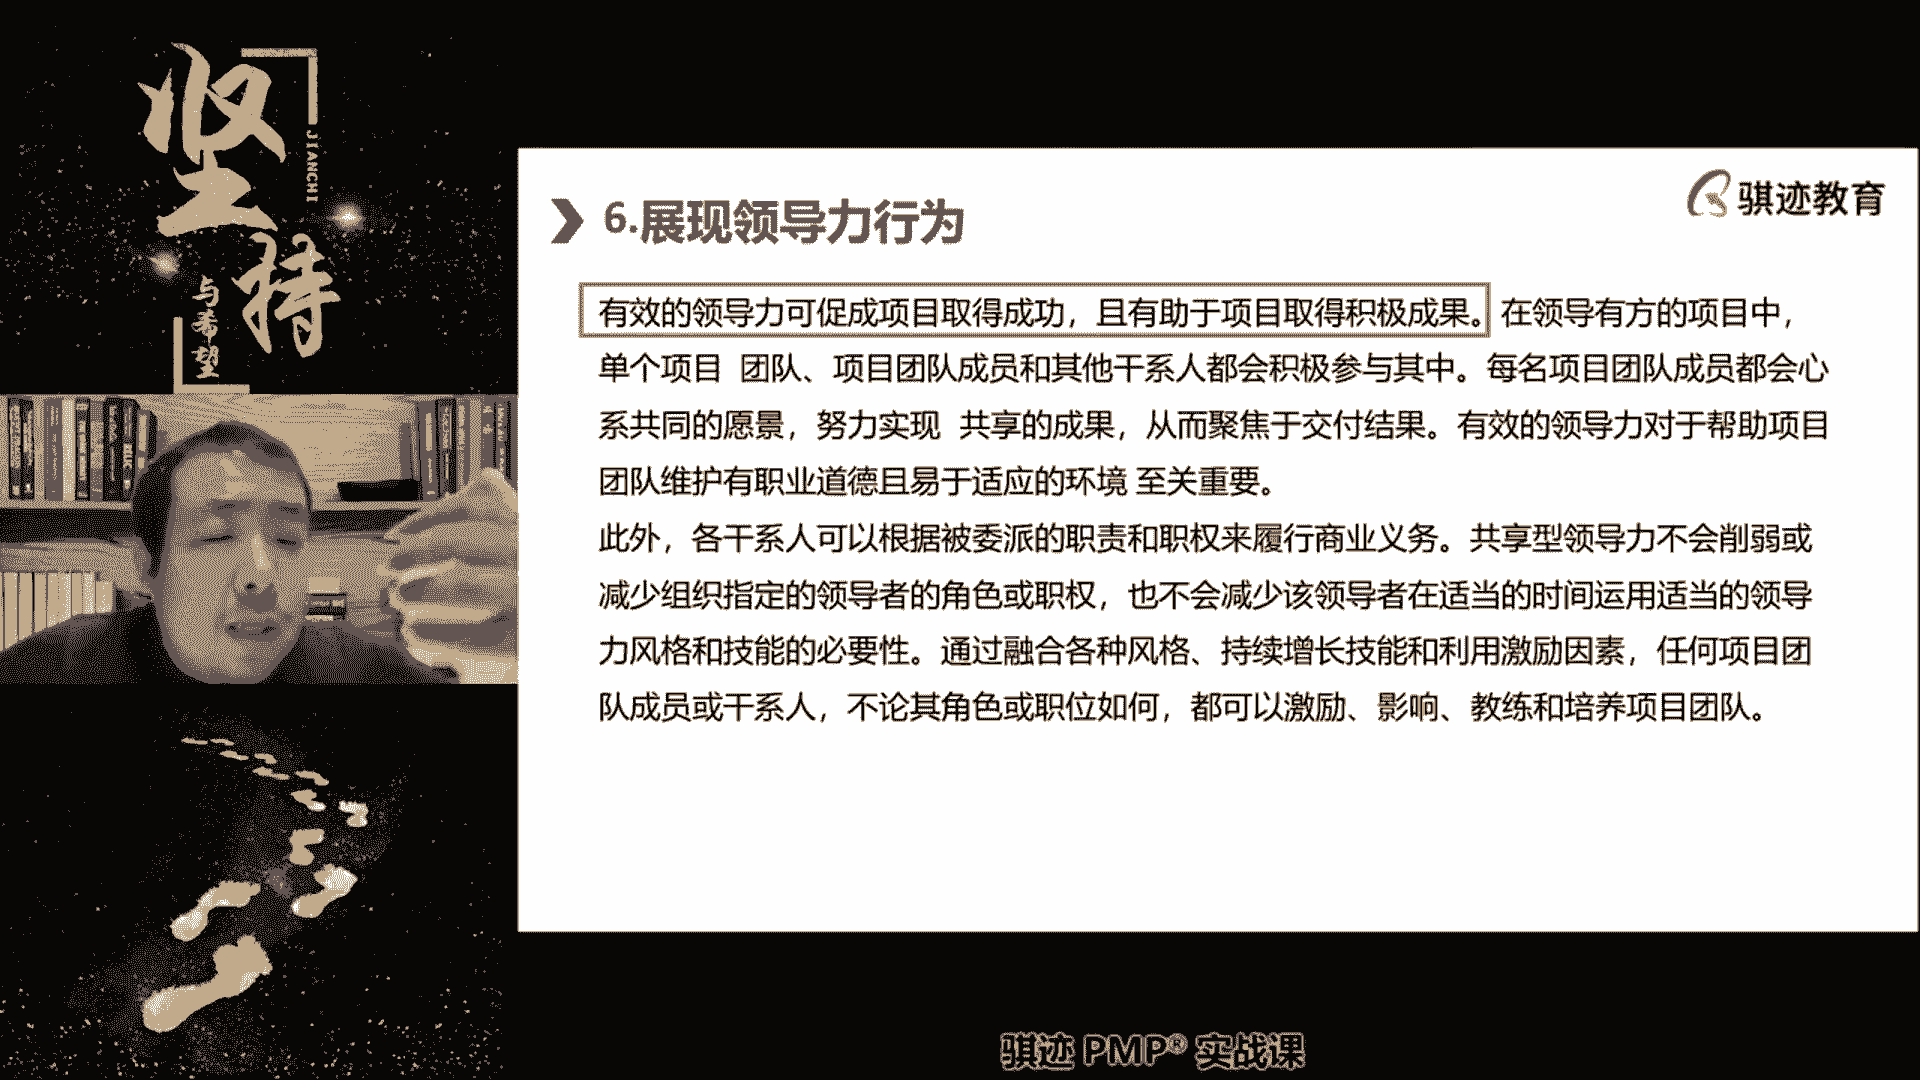 坚持
JIANCHI
与希望
骐迹教育
6.展现领导力行为
有效的领导力可促成项目取得成功，且有助于项目取得积极成果。在领导有方的项目中，
单个项目 团队、项目团队成员和其他干系人都会积极参与其中。每名项目团队成员都会心
系共同的愿景，努力实现 共享的成果，从而聚焦于交付结果。有效的领导力对于帮助项目
团队维护有职业道德且易于适应的环境 至关重要。
此外，各干系人可以根据被委派的职责和职权来履行商业义务。共享型领导力不会削弱或
减少组织指定的领导者的角色或职权，也不会减少该领导者在适当的时间运用适当的领导
力风格和技能的必要性。通过融合各种风格、持续增长技能和利用激励因素，任何项目团
队成员或干系人，不论其角色或职位如何，都可以激励、影响、教练和培养项目团队。
骐迹 PMP® 实战课